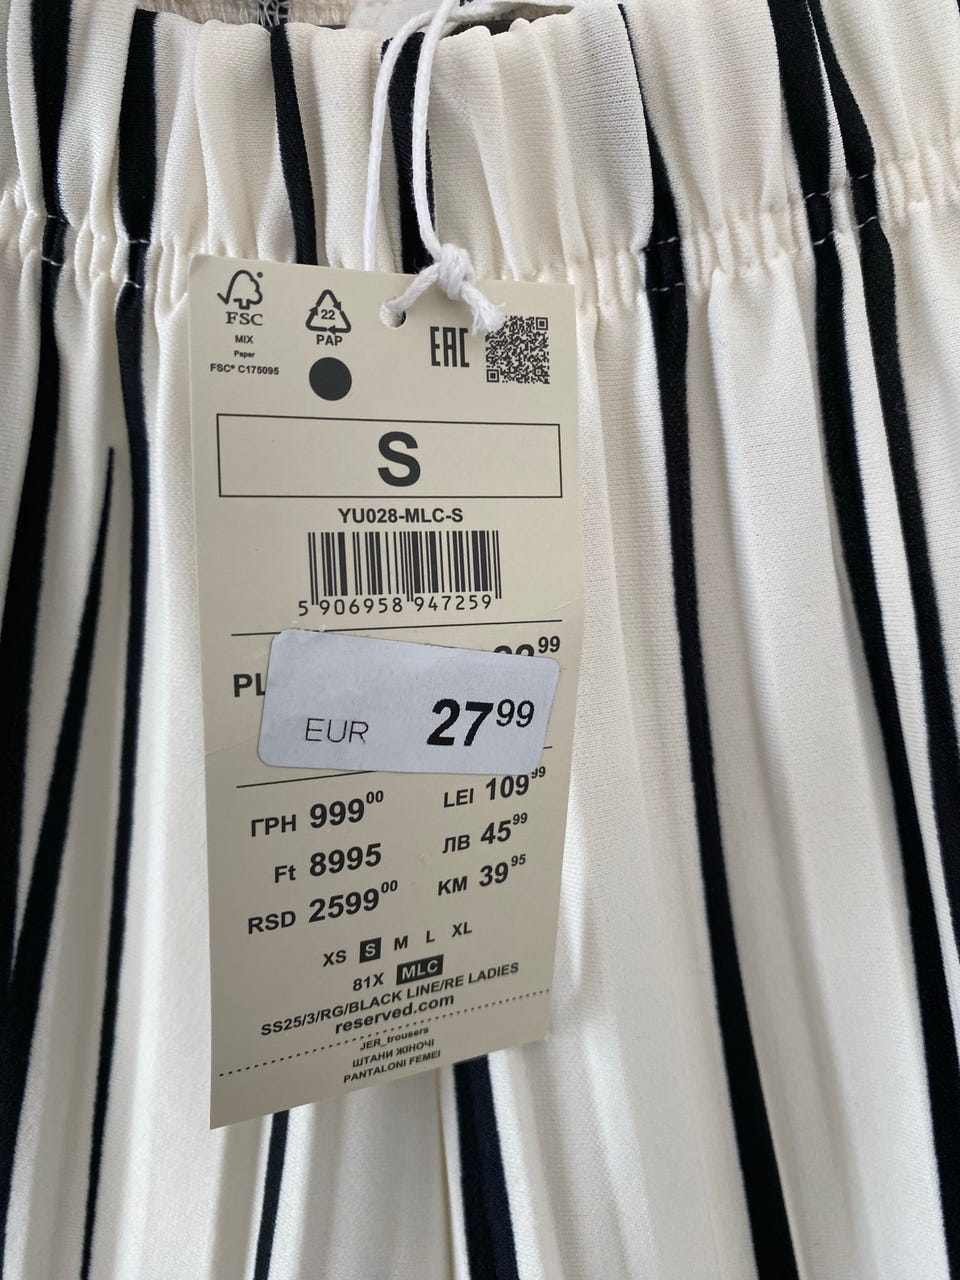 FSC
MIX
Paper
FSC® C175095
22
PAP
EAC
S
YU028-MLC-S
5 906958 947259
99
EUR 27 99
ГРН 999 00 LEI 109 99
Ft 8995 ЛВ 45 99
RSD 2599 00 KM 39 95
XS S M L XL
81X MLC
SS25/3/RG/BLACK LINE/RE LADIES
reserved.com
JER_trousers
ШТАНИ ЖІНОЧІ
PANTALONI FEMEI